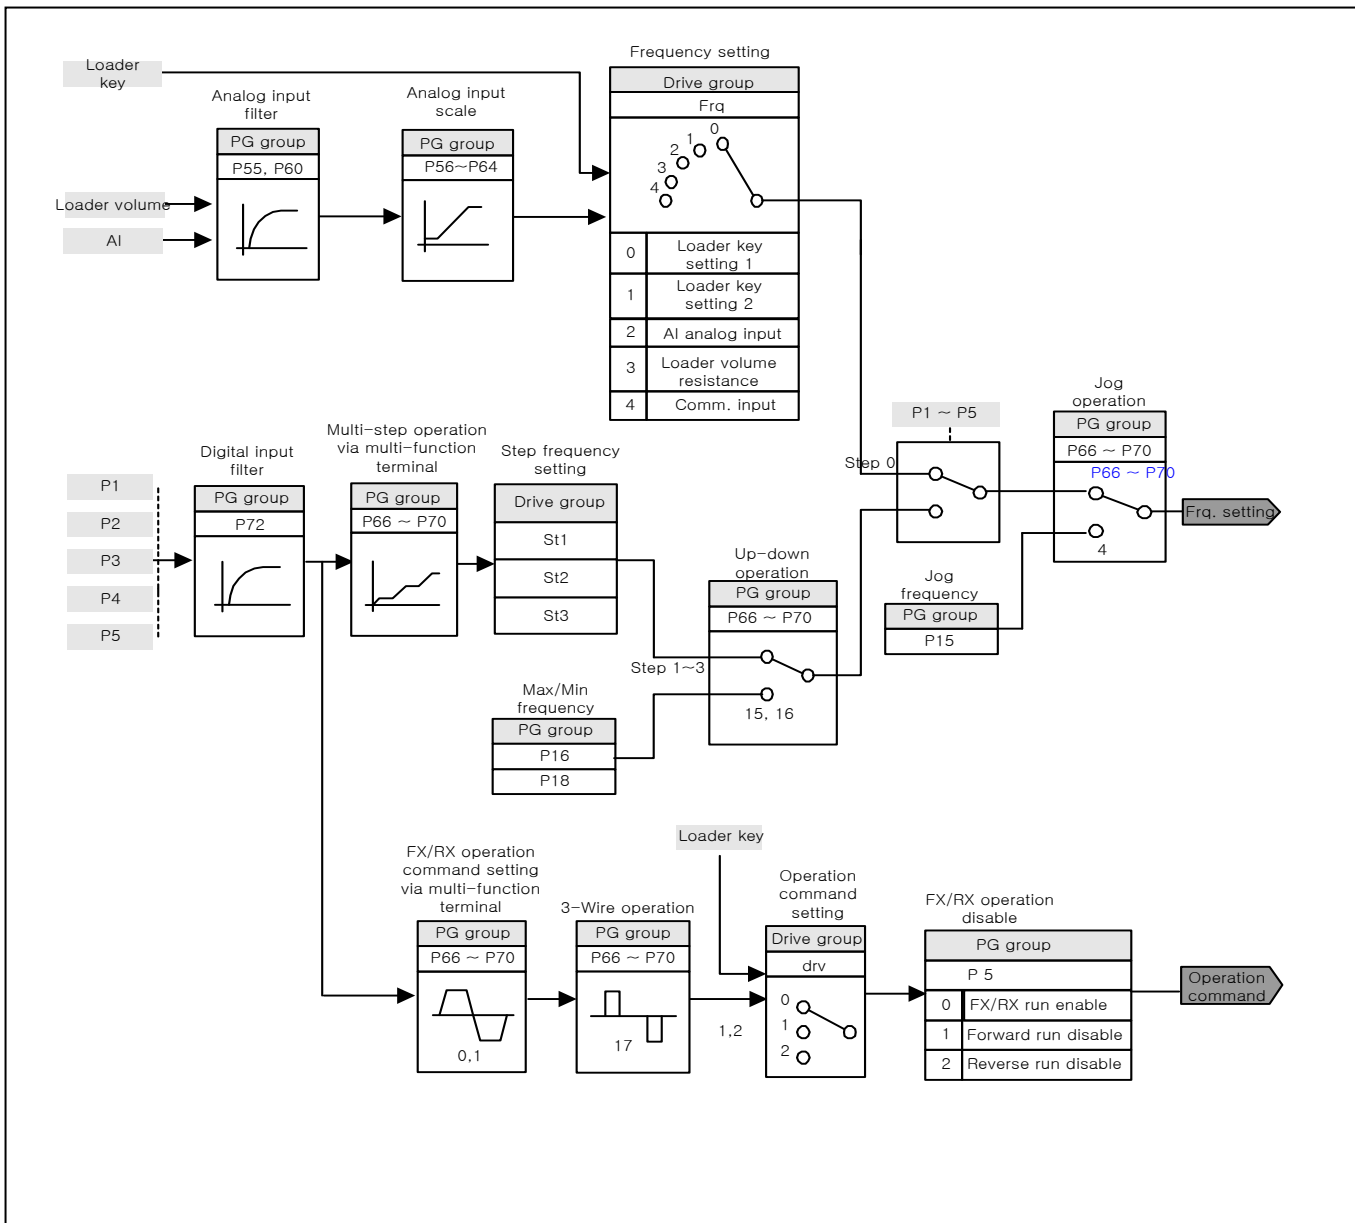 Frequency setting
Loader
key
Drive group
Frq
0
1
2
3
4
Analog input
filter
PG group
P55, P60
Analog input
scale
PG group
P56~P64
Loader volume
AI
0
Loader key
setting 1
1
Loader key
setting 2
2
AI analog input
3
Loader volume
resistance
4
Comm. input
P1 ~ P5
Step 0
Jog
operation
PG group
P66 ~ P70
P66 ~ P70
4
Frq. setting
Digital input
filter
PG group
P72
Multi-step operation
via multi-function
terminal
PG group
P66 ~ P70
Step frequency
setting
Drive group
St1
St2
St3
P1
P2
P3
P4
P5
Up-down
operation
PG group
P66 ~ P70
Step 1~3
15, 16
Jog
frequency
PG group
P15
Max/Min
frequency
PG group
P16
P18
Loader key
FX/RX operation
command setting
via multi-function
terminal
PG group
P66 ~ P70
0,1
3-Wire operation
PG group
P66 ~ P70
17
1,2
Operation
command
setting
Drive group
drv
0
1
2
FX/RX operation
disable
PG group
P 5
0 FX/RX run enable
1 Forward run disable
2 Reverse run disable
Operation
command